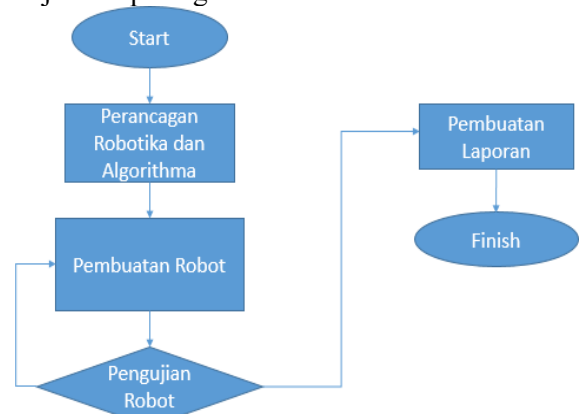 Start
Perancagan
Robotika dan
Algorithma
Pembuatan Robot
Pengujian
Robot
Pembuatan
Laporan
Finish